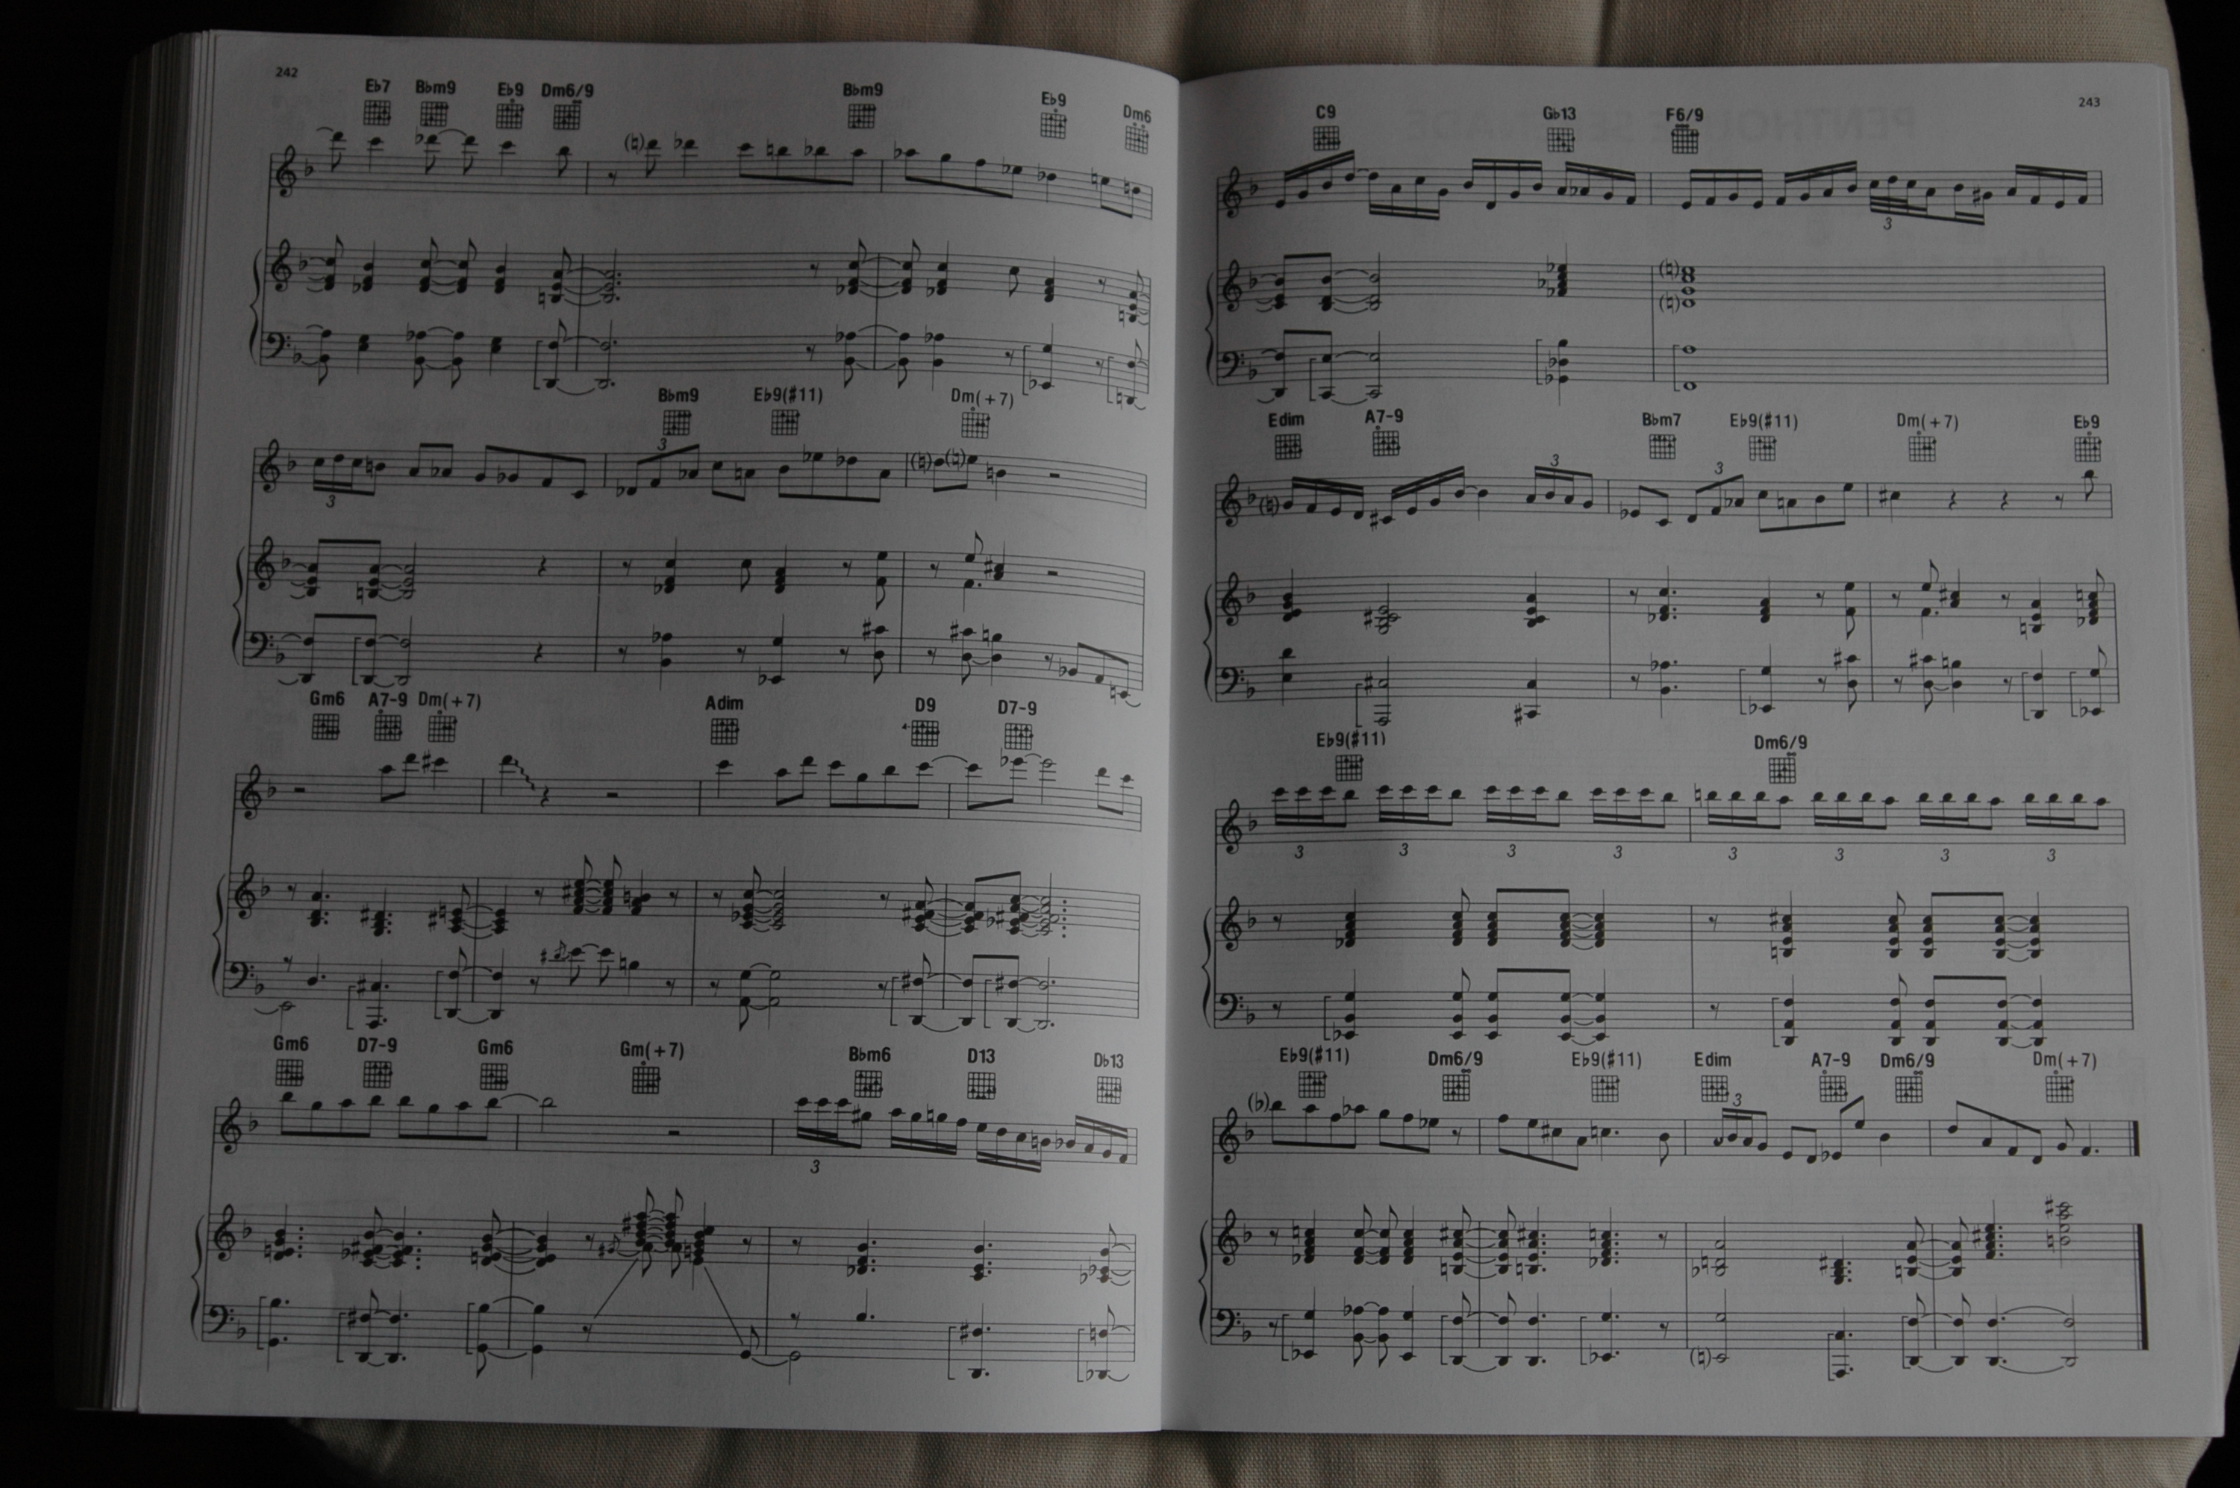 242
E♭7 B♭m9 E♭9 Dm6/9 B♭m9 E♭9 Dm6
3
B♭m9 E♭9(♯11) Dm(+7)
3
Gm6 A7-9 Dm(+7) Adim D9 D7-9
Gm6 D7-9 Gm6 Gm(+7) B♭m6 D13 D♭13
3
243
C9 G♭13 F6/9
3
Edim A7-9 B♭m7 E♭9(♯11) Dm(+7) E♭9
3 3
E♭9(♯11) Dm6/9
3 3 3 3 3 3 3 3
E♭9(♯11) Dm6/9 E♭9(♯11) Edim A7-9 Dm6/9 Dm(+7)
3